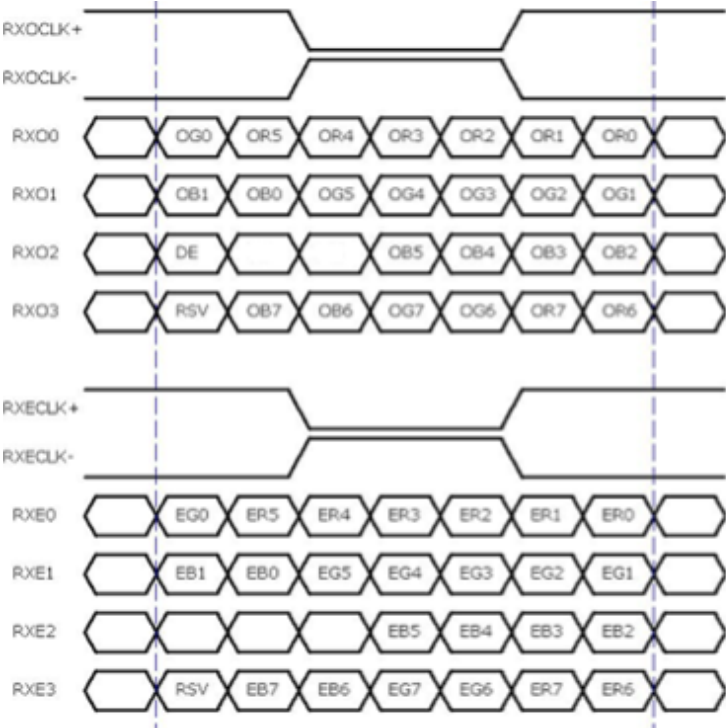 RXOCLK+
RXOCLK-
RXO0 OG0 OR5 OR4 OR3 OR2 OR1 OR0
RXO1 OB1 OB0 OG5 OG4 OG3 OG2 OG1
RXO2 DE OB5 OB4 OB3 OB2
RXO3 RSV OB7 OB6 OG7 OG6 OR7 OR6
RXECLK+
RXECLK-
RXE0 EG0 ER5 ER4 ER3 ER2 ER1 ER0
RXE1 EB1 EB0 EG5 EG4 EG3 EG2 EG1
RXE2 EB5 EB4 EB3 EB2
RXE3 RSV EB7 EB6 EG7 EG6 ER7 ER6